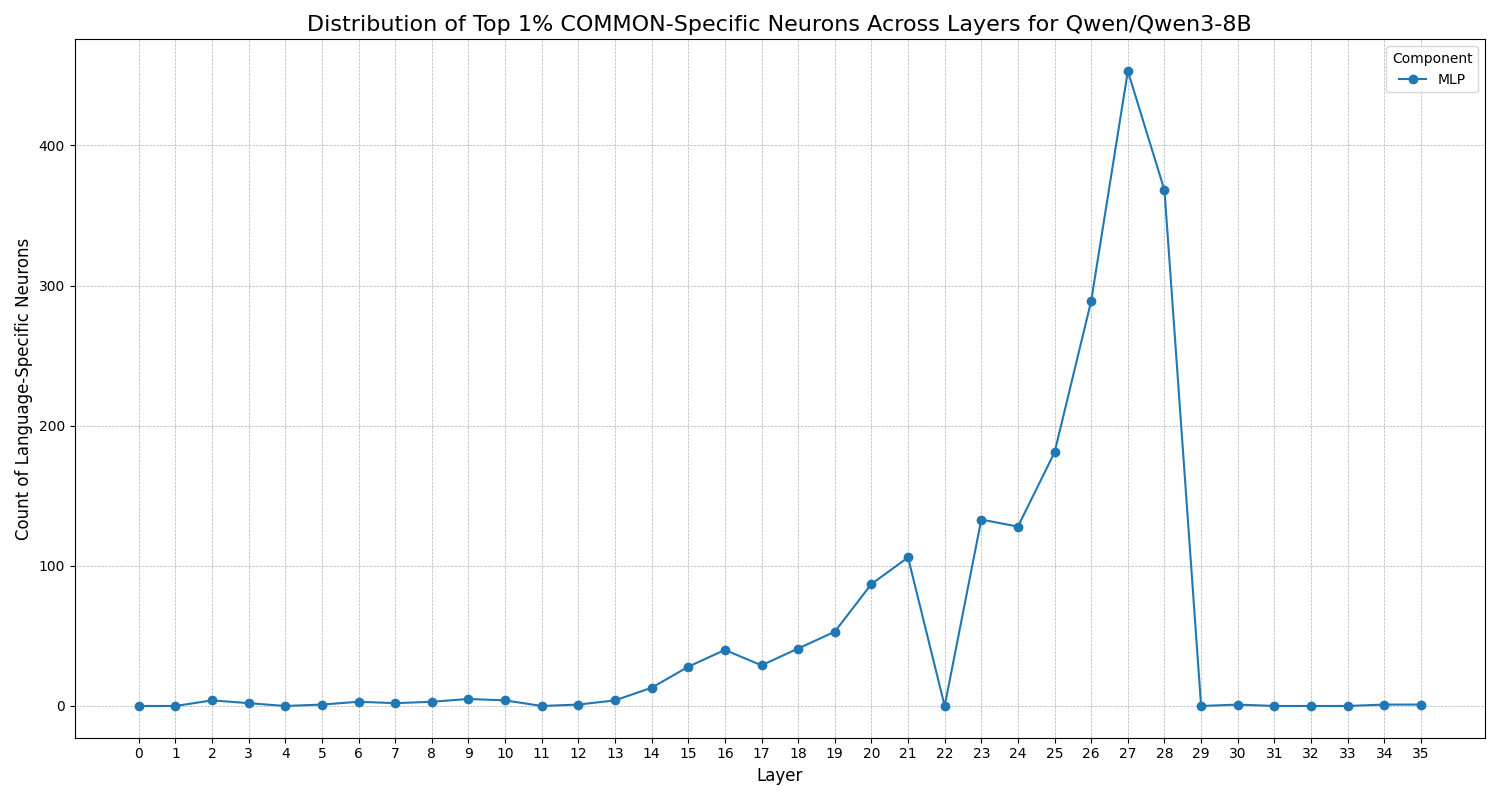 Distribution of Top 1% COMMON-Specific Neurons Across Layers for Qwen/Qwen3-8B
Component
MLP
Count of Language-Specific Neurons
400
300
200
100
0
0 1 2 3 4 5 6 7 8 9 10 11 12 13 14 15 16 17 18 19 20 21 22 23 24 25 26 27 28 29 30 31 32 33 34 35
Layer